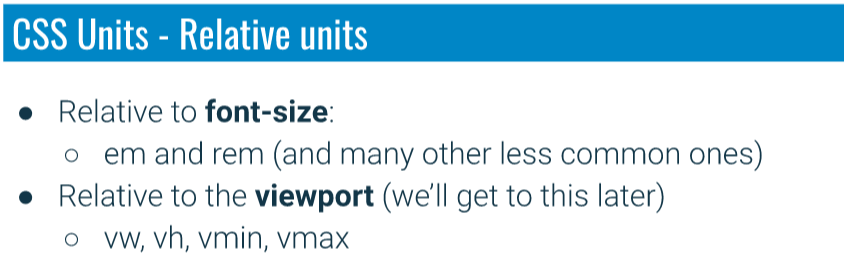 CSS Units - Relative units
● Relative to font-size:
○ em and rem (and many other less common ones)
● Relative to the viewport (we'll get to this later)
○ vw, vh, vmin, vmax